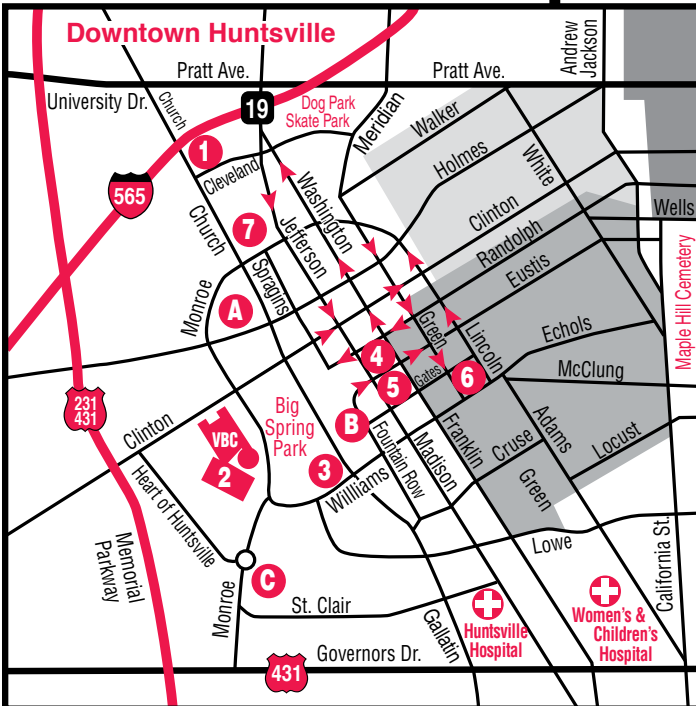 Downtown Huntsville
Pratt Ave.
Pratt Ave.
Andrew
Jackson
University Dr.
Church
19
Dog Park
Skate Park
Meridian
Walker
Holmes
White
1
Cleveland
565
Washington
Clinton
Wells
Church
7
Jefferson
Randolph
Eustis
Spragins
Monroe
A
Maple Hill Cemetery
Green
Lincoln
Echols
4
McClung
5
Gates
6
231
431
Clinton
Big
Spring
Park
VBC
2
B
3
Willliams
Fountain Row
Madison
Franklin
Cruse
Adams
Locust
Green
Heart of Huntsville
Lowe
Memorial
Parkway
Monroe
C
St. Clair
California St.
Gallatin
Huntsville
Hospital
Women's &
Children's
Hospital
431
Governors Dr.